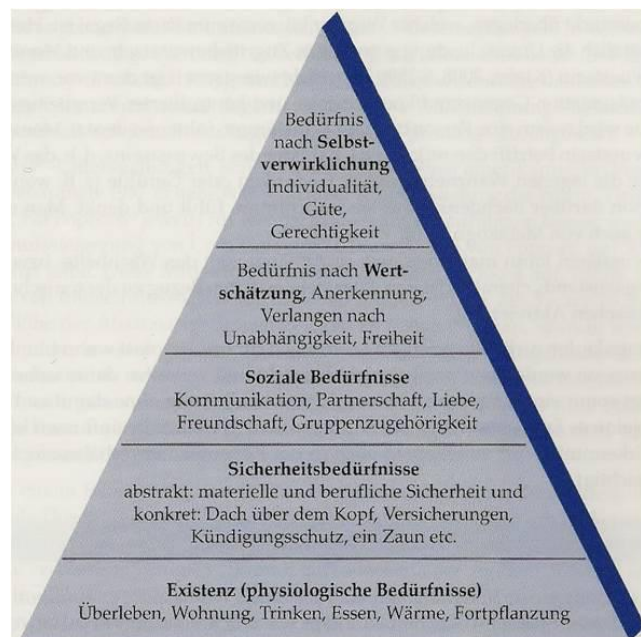 Bedürfnis
nach Selbst-
verwirklichung
Individualität,
Güte,
Gerechtigkeit
Bedürfnis nach Wert-
schätzung, Anerkennung,
Verlangen nach
Unabhängigkeit, Freiheit
Soziale Bedürfnisse
Kommunikation, Partnerschaft, Liebe,
Freundschaft, Gruppenzugehörigkeit
Sicherheitsbedürfnisse
abstrakt: materielle und berufliche Sicherheit und
konkret: Dach über dem Kopf, Versicherungen,
Kündigungsschutz, ein Zaun etc.
Existenz (physiologische Bedürfnisse)
Überleben, Wohnung, Trinken, Essen, Wärme, Fortpflanzung